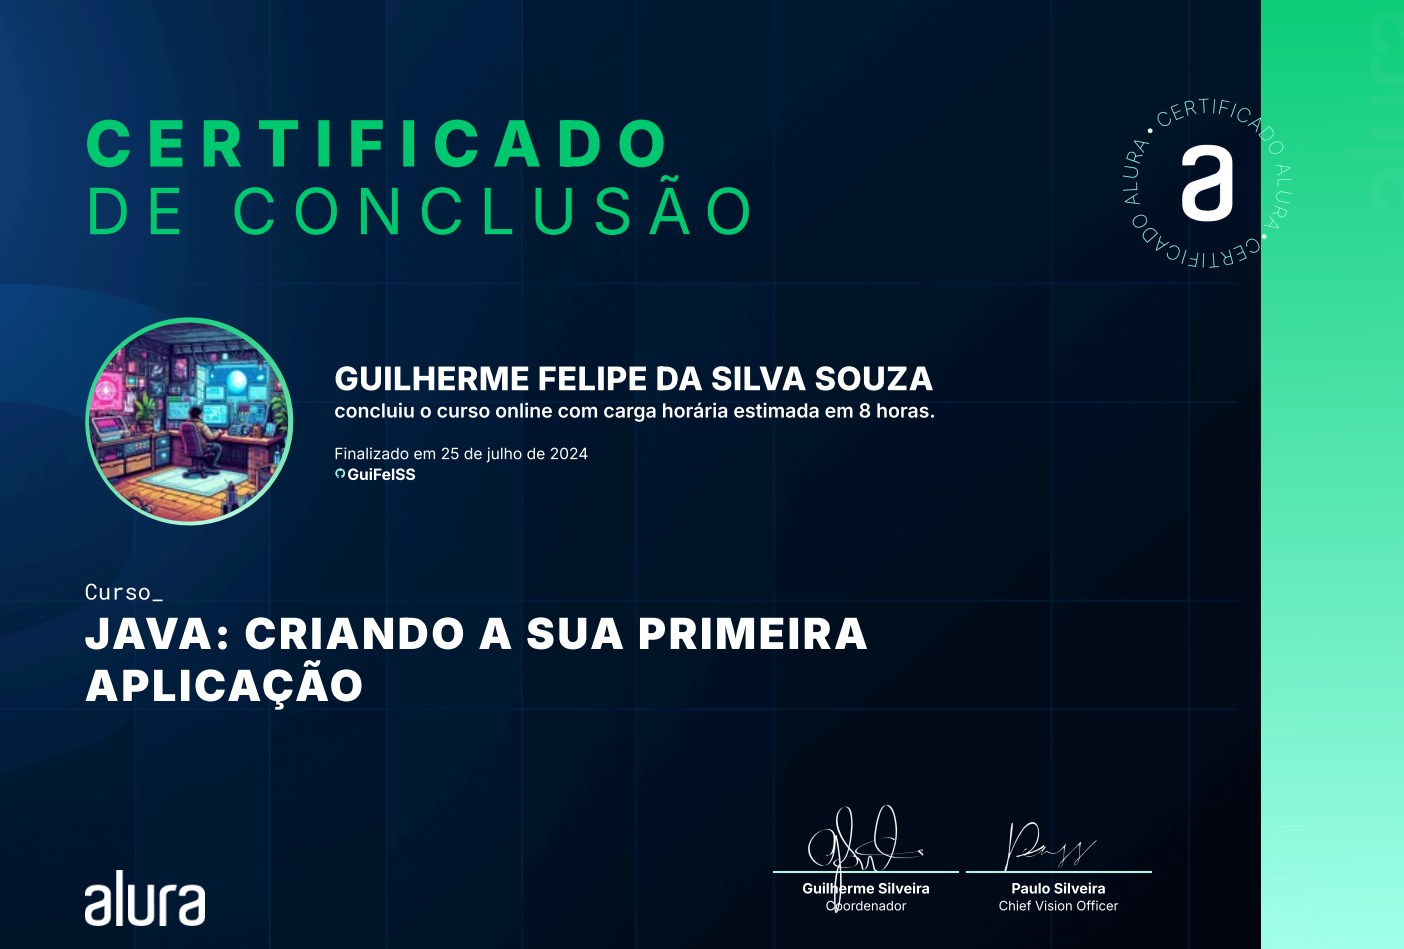 CERTIFICADO
DE CONCLUSÃO
CERTIFICADO ALURA • CERTIFICADO ALURA •
a
GUILHERME FELIPE DA SILVA SOUZA
concluiu o curso online com carga horária estimada em 8 horas.
Finalizado em 25 de julho de 2024
GuiFelSS
Curso_
JAVA: CRIANDO A SUA PRIMEIRA
APLICAÇÃO
Guilherme Silveira
Coordenador
Paulo Silveira
Chief Vision Officer
alura
alura